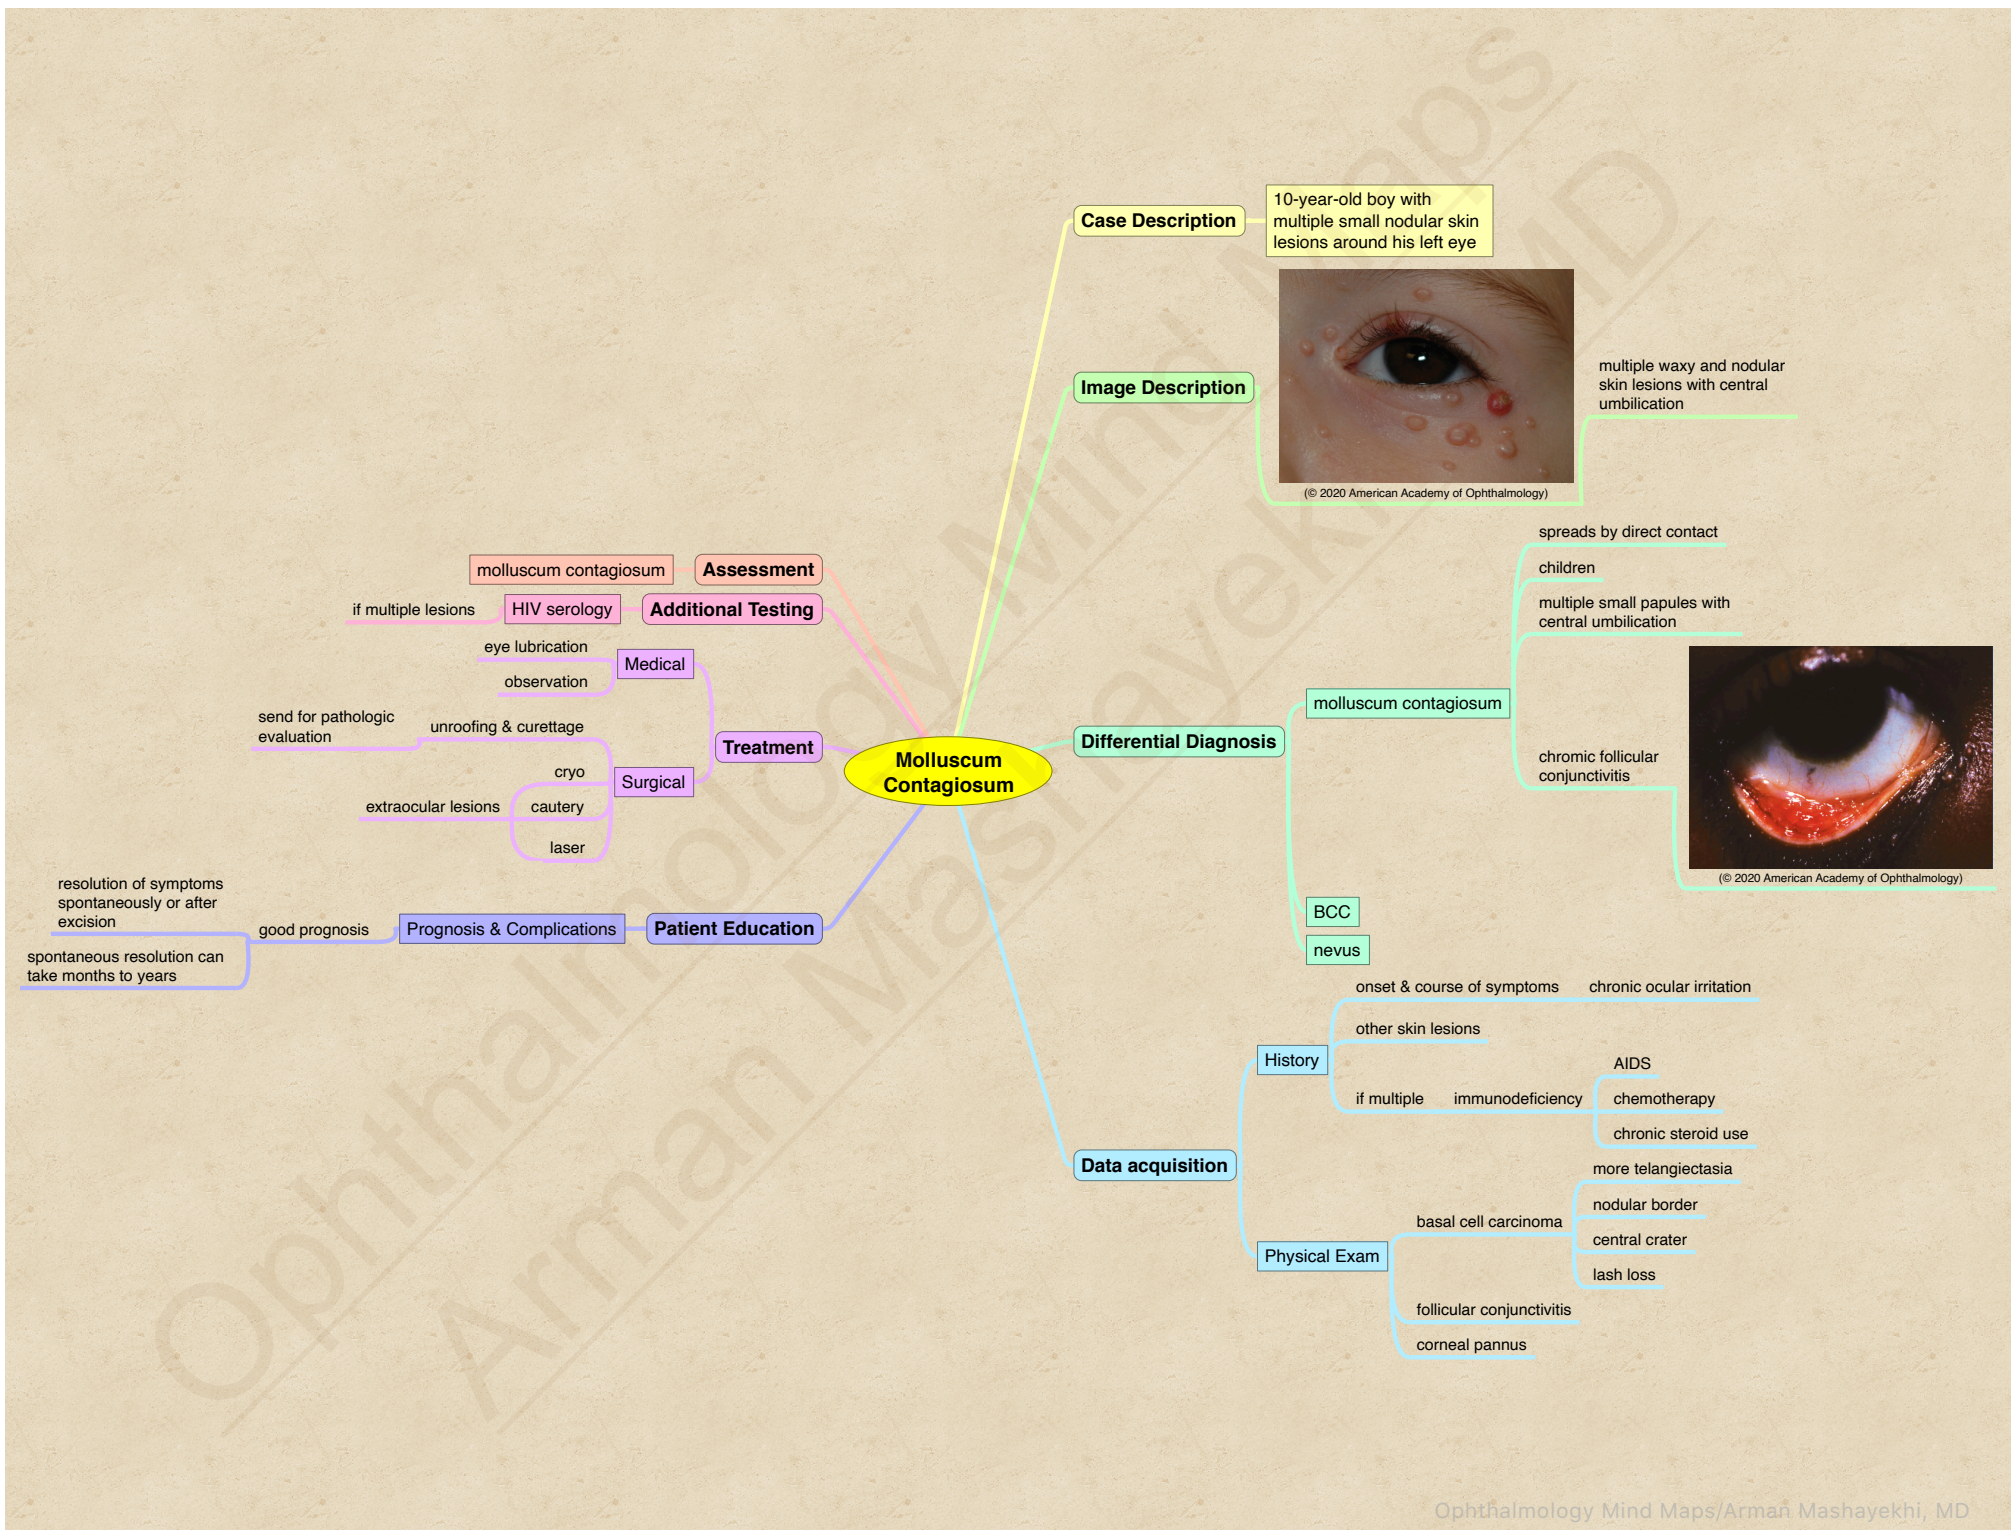 Case Description
10-year-old boy with
multiple small nodular skin
lesions around his left eye
Image Description
(© 2020 American Academy of Ophthalmology)
multiple waxy and nodular
skin lesions with central
umbilication
Differential Diagnosis
molluscum contagiosum
spreads by direct contact
children
multiple small papules with
central umbilication
chromic follicular
conjunctivitis
(© 2020 American Academy of Ophthalmology)
BCC
nevus
Data acquisition
History
onset & course of symptoms
chronic ocular irritation
other skin lesions
if multiple
immunodeficiency
AIDS
chemotherapy
chronic steroid use
Physical Exam
basal cell carcinoma
more telangiectasia
nodular border
central crater
lash loss
follicular conjunctivitis
corneal pannus
Molluscum
Contagiosum
Assessment
molluscum contagiosum
Additional Testing
HIV serology
if multiple lesions
Treatment
Medical
eye lubrication
observation
Surgical
unroofing & curettage
send for pathologic
evaluation
cryo
cautery
laser
extraocular lesions
Patient Education
Prognosis & Complications
good prognosis
resolution of symptoms
spontaneously or after
excision
spontaneous resolution can
take months to years
Ophthalmology Mind Maps
Arman Mashayekhi, MD
Ophthalmology Mind Maps/Arman Mashayekhi, MD